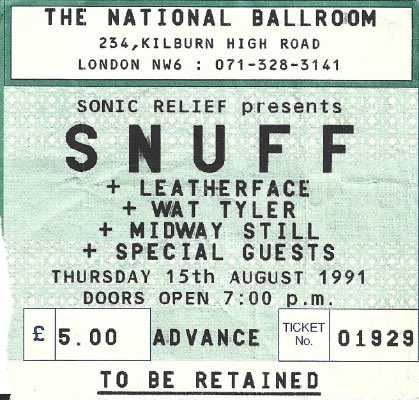 THE NATIONAL BALLROOM
234,KILBURN HIGH ROAD
LONDON NW6 : 071-328-3141
SONIC RELIEF presents
SNUFF
+ LEATHERFACE
+ WAT TYLER
+ MIDWAY STILL
+ SPECIAL GUESTS
THURSDAY 15th AUGUST 1991
DOORS OPEN 7:00 p.m.
£ 5.00 ADVANCE TICKET No. 01929
TO BE RETAINED